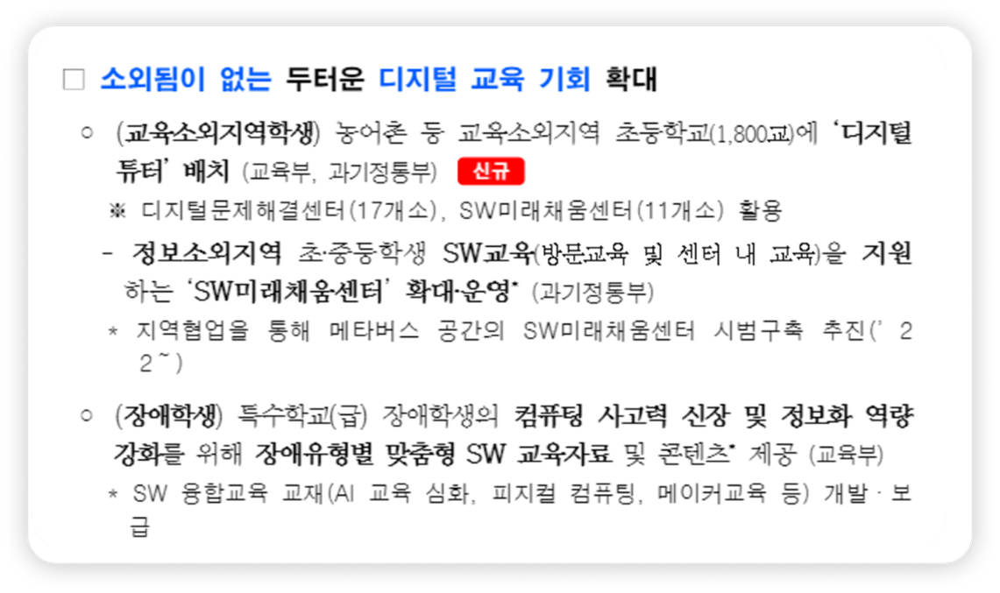 □ 소외됨이 없는 두터운 디지털 교육 기회 확대
○ (교육소외지역학생) 농어촌 등 교육소외지역 초등학교(1,800교)에 ‘디지털
튜터’ 배치 (교육부, 과기정통부) 신규
※ 디지털문제해결센터(17개소), SW미래채움센터(11개소) 활용
- 정보소외지역 초·중등학생 SW교육(방문교육 및 센터 내 교육)을 지원
하는 ‘SW미래채움센터’ 확대·운영* (과기정통부)
* 지역협업을 통해 메타버스 공간의 SW미래채움센터 시범구축 추진(’2
2~)
○ (장애학생) 특수학교(급) 장애학생의 컴퓨팅 사고력 신장 및 정보화 역량
강화를 위해 장애유형별 맞춤형 SW 교육자료 및 콘텐츠* 제공 (교육부)
* SW 융합교육 교재(AI 교육 심화, 피지컬 컴퓨팅, 메이커교육 등) 개발·보
급